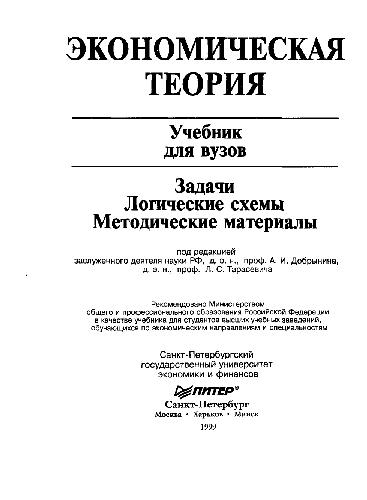 ЭКОНОМИЧЕСКАЯ
ТЕОРИЯ
Учебник
для вузов
Задачи
Логические схемы
Методические материалы
под редакцией
заслуженного деятеля науки РФ, д. э. н., проф. А. И. Добрынина,
д. э. н., проф. Л. С. Тарасевича
Рекомендовано Министерством
общего и профессионального образования Российской Федерации
в качестве учебника для студентов высших учебных заведений,
обучающихся по экономическим направлениям и специальностям
Санкт-Петербургский
государственный университет
экономики и финансов
ПИТЕР®
Санкт-Петербург
Москва • Харьков • Минск
1999